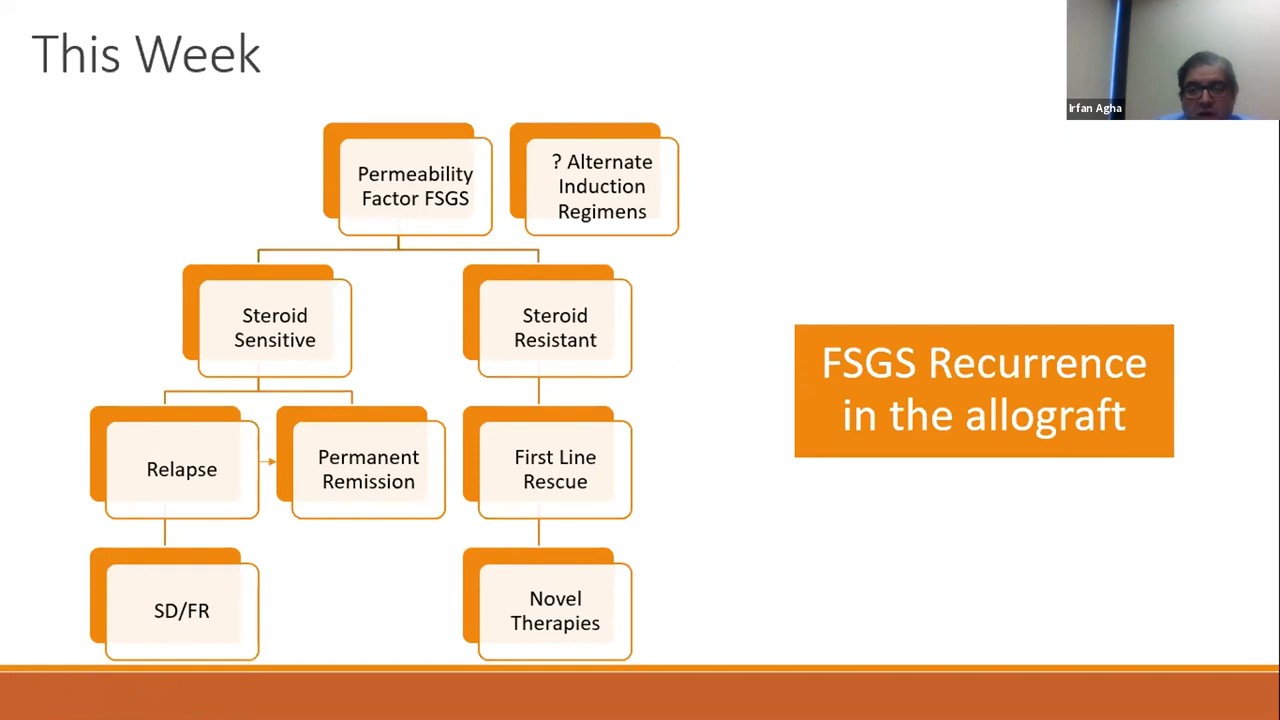 This Week
Irfan Agha
Permeability
Factor FSGS
? Alternate
Induction
Regimens
Steroid
Sensitive
Steroid
Resistant
FSGS Recurrence
in the allograft
Relapse
Permanent
Remission
First Line
Rescue
SD/FR
Novel
Therapies